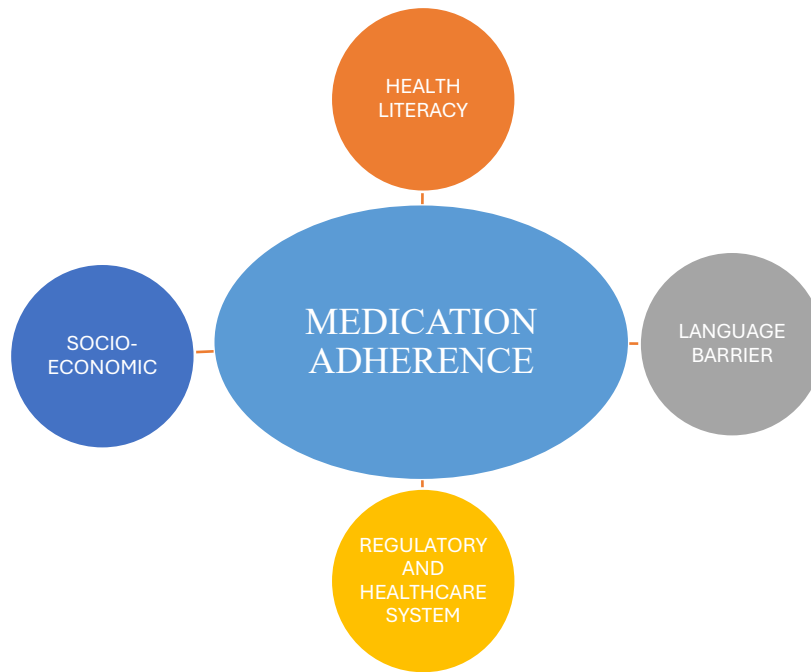 HEALTH
LITERACY
MEDICATION
ADHERENCE
SOCIO-
ECONOMIC
LANGUAGE
BARRIER
REGULATORY
AND
HEALTHCARE
SYSTEM